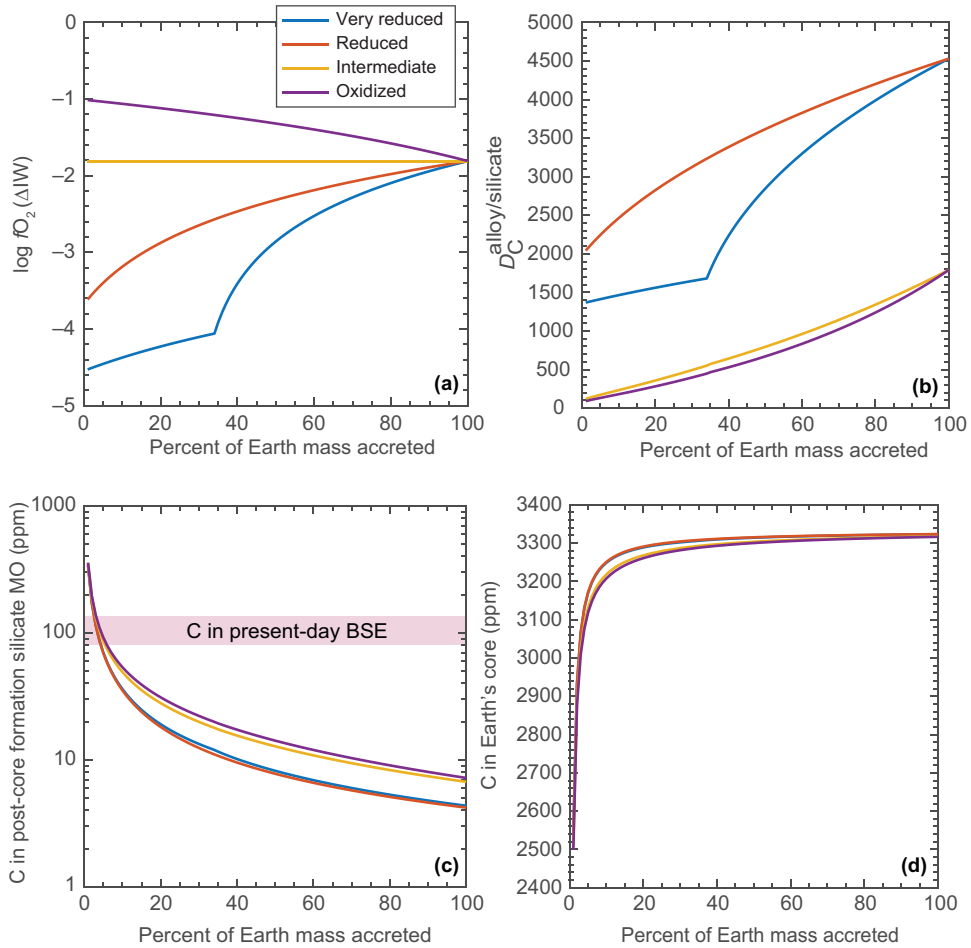 0
–1
–2
–3
–4
–5
log fO2 (ΔIW)
Very reduced
Reduced
Intermediate
Oxidized
(a)
0 20 40 60 80 100
Percent of Earth mass accreted
5000
4500
4000
3500
3000
2500
2000
1500
1000
500
0
D_C^alloy/silicate
(b)
0 20 40 60 80 100
Percent of Earth mass accreted
1000
100
10
1
C in post-core formation silicate MO (ppm)
C in present-day BSE
(c)
0 20 40 60 80 100
Percent of Earth mass accreted
3400
3300
3200
3100
3000
2900
2800
2700
2600
2500
2400
C in Earth's core (ppm)
(d)
0 20 40 60 80 100
Percent of Earth mass accreted